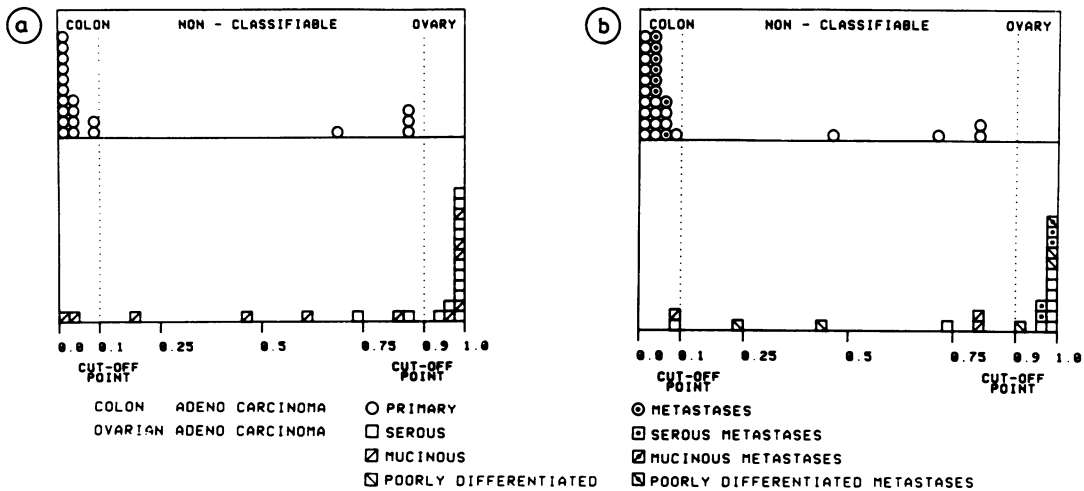 a
COLON NON - CLASSIFIABLE OVARY
0.0 0.1 0.25 0.5 0.75 0.9 1.0
CUT-OFF POINT CUT-OFF POINT
b
COLON NON - CLASSIFIABLE OVARY
0.0 0.1 0.25 0.5 0.75 0.9 1.0
CUT-OFF POINT CUT-OFF POINT
COLON ADENO CARCINOMA
OVARIAN ADENO CARCINOMA
PRIMARY
SEROUS
MUCINOUS
POORLY DIFFERENTIATED
METASTASES
SEROUS METASTASES
MUCINOUS METASTASES
POORLY DIFFERENTIATED METASTASES